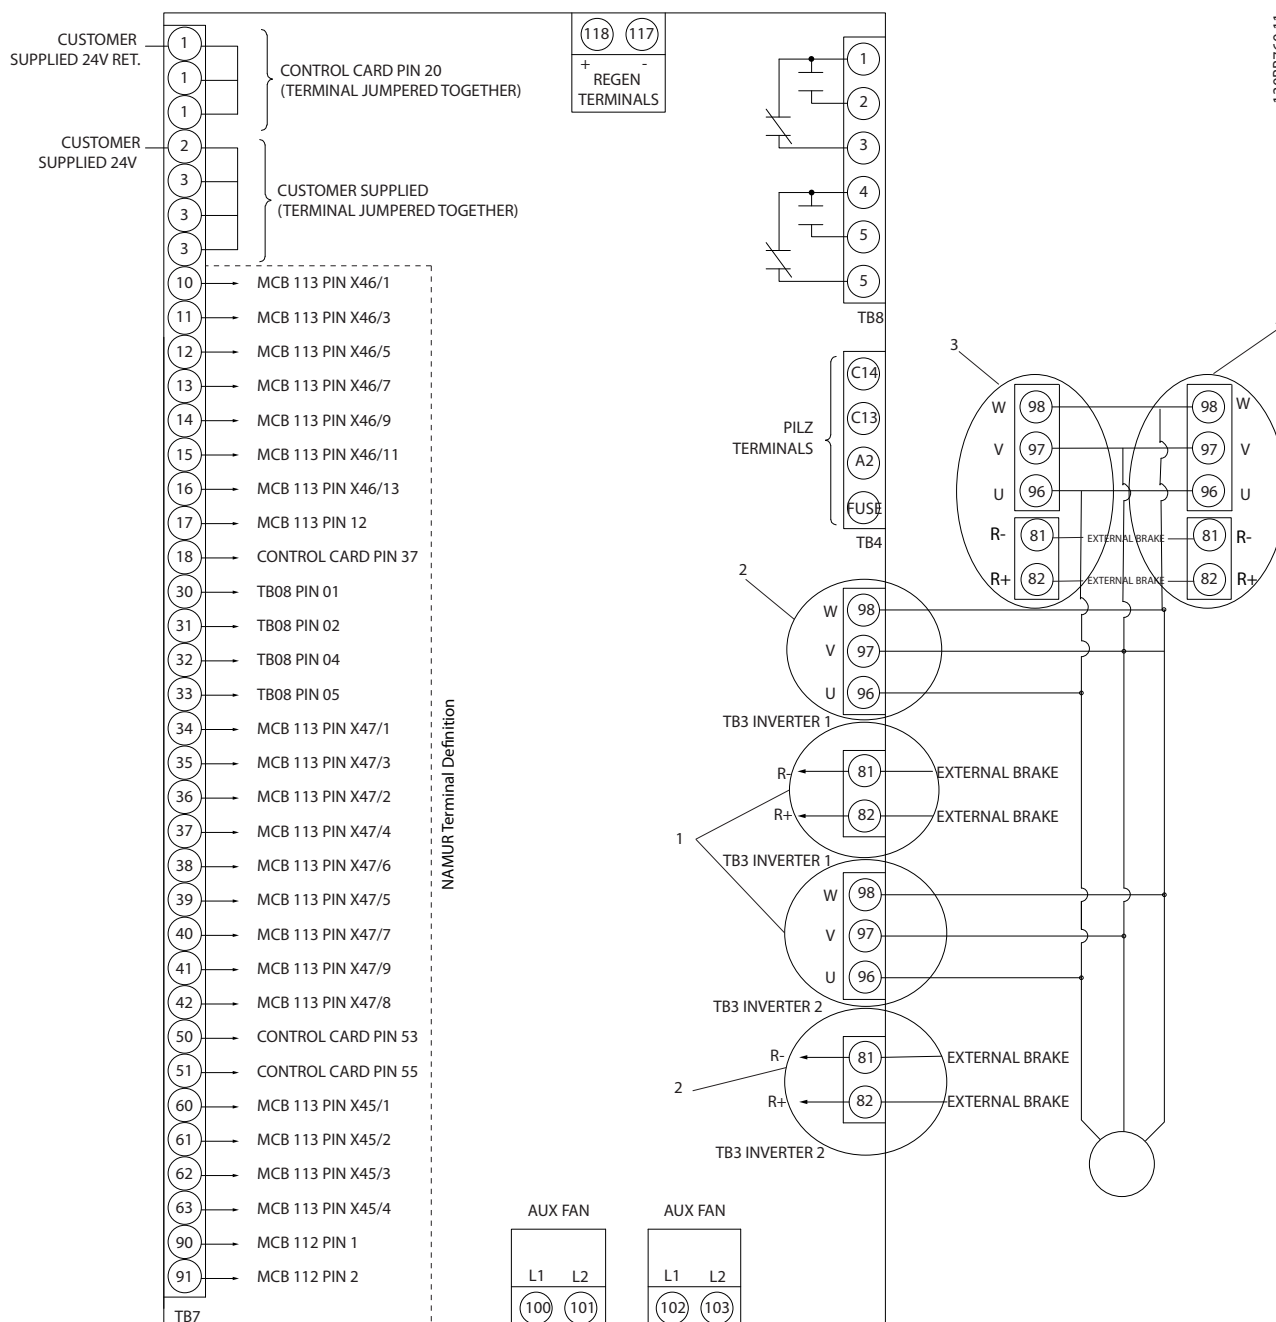 CUSTOMER
SUPPLIED 24V RET.
1
1
1
CONTROL CARD PIN 20
(TERMINAL JUMPERED TOGETHER)
CUSTOMER
SUPPLIED 24V
2
3
3
3
CUSTOMER SUPPLIED
(TERMINAL JUMPERED TOGETHER)
10 MCB 113 PIN X46/1
11 MCB 113 PIN X46/3
12 MCB 113 PIN X46/5
13 MCB 113 PIN X46/7
14 MCB 113 PIN X46/9
15 MCB 113 PIN X46/11
16 MCB 113 PIN X46/13
17 MCB 113 PIN 12
18 CONTROL CARD PIN 37
30 TB08 PIN 01
31 TB08 PIN 02
32 TB08 PIN 04
33 TB08 PIN 05
34 MCB 113 PIN X47/1
35 MCB 113 PIN X47/3
36 MCB 113 PIN X47/2
37 MCB 113 PIN X47/4
38 MCB 113 PIN X47/6
39 MCB 113 PIN X47/5
40 MCB 113 PIN X47/7
41 MCB 113 PIN X47/9
42 MCB 113 PIN X47/8
50 CONTROL CARD PIN 53
51 CONTROL CARD PIN 55
60 MCB 113 PIN X45/1
61 MCB 113 PIN X45/2
62 MCB 113 PIN X45/3
63 MCB 113 PIN X45/4
90 MCB 112 PIN 1
91 MCB 112 PIN 2
TB7
NAMUR Terminal Definition
118 117
+ -
REGEN
TERMINALS
1
2
3
4
5
5
TB8
PILZ
TERMINALS
C14
C13
A2
FUSE
TB4
2
W 98
V 97
U 96
TB3 INVERTER 1
R- 81 EXTERNAL BRAKE
R+ 82 EXTERNAL BRAKE
1
TB3 INVERTER 1
W 98
V 97
U 96
TB3 INVERTER 2
R- 81 EXTERNAL BRAKE
2
R+ 82 EXTERNAL BRAKE
TB3 INVERTER 2
3
W 98 98 W
V 97 97 V
U 96 96 U
R- 81 EXTERNAL BRAKE 81 R-
R+ 82 EXTERNAL BRAKE 82 R+
AUX FAN
L1 L2
100 101
AUX FAN
L1 L2
102 103